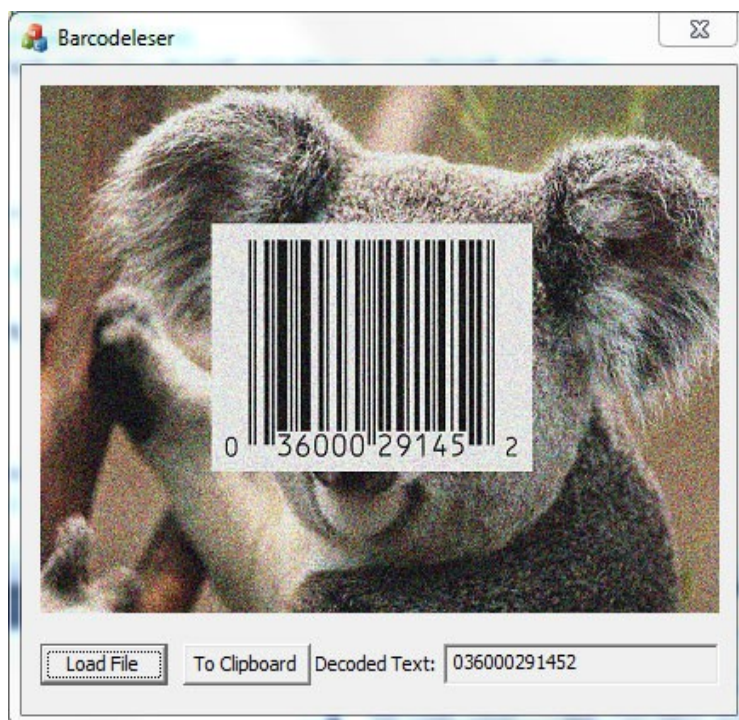 Barcodeleser
0 36000 29145 2
Load File
To Clipboard
Decoded Text:
036000291452